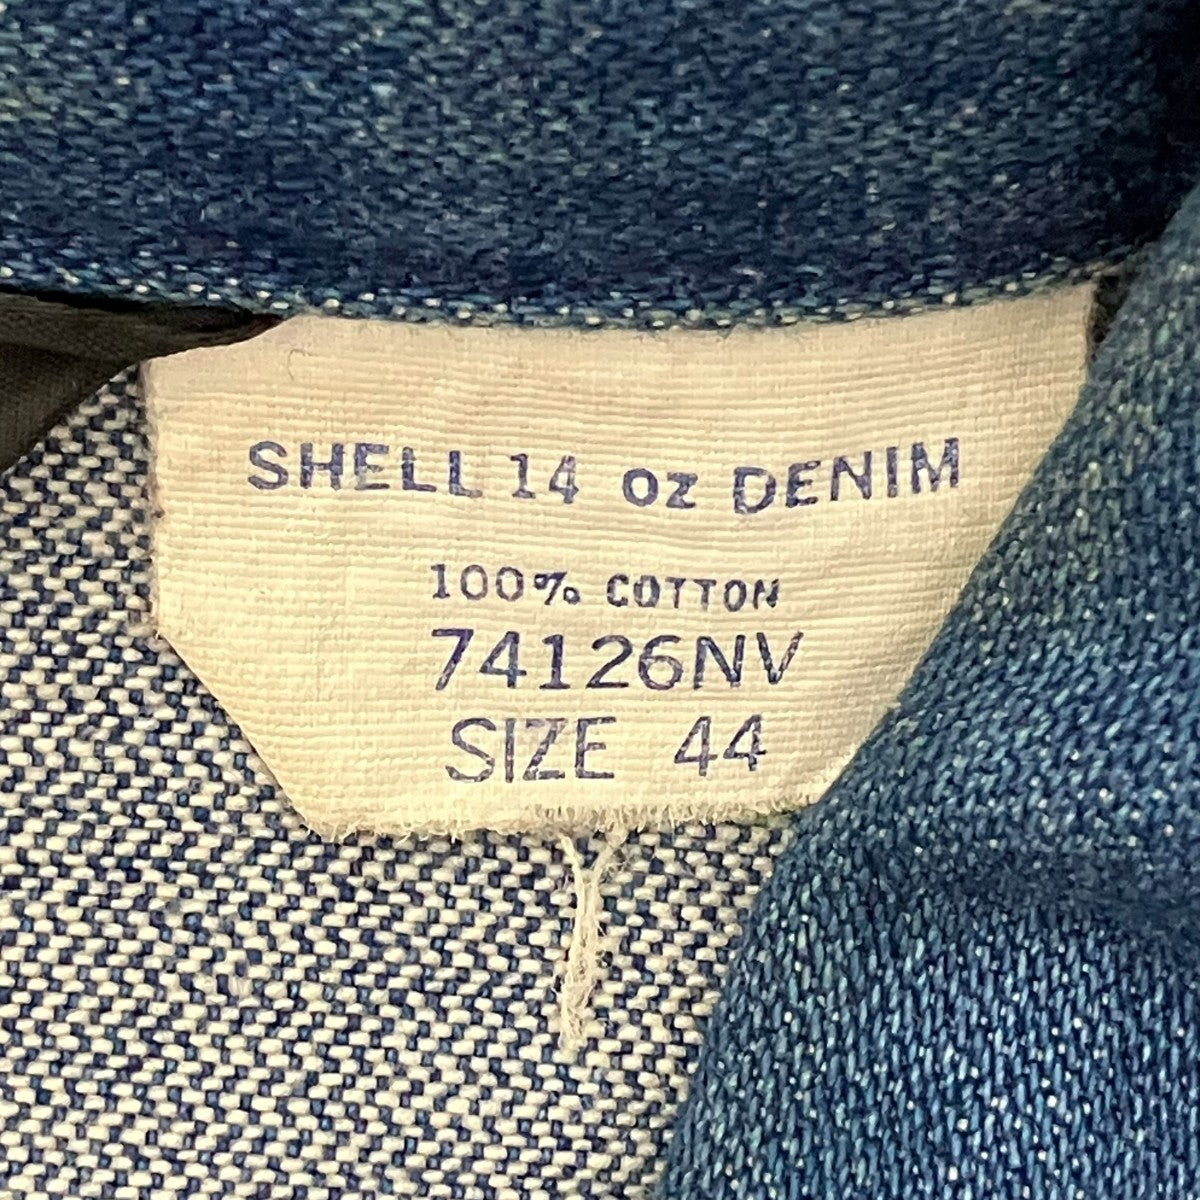 SHELL 14 oz DENIM
100% COTTON
74126NV
SIZE 44